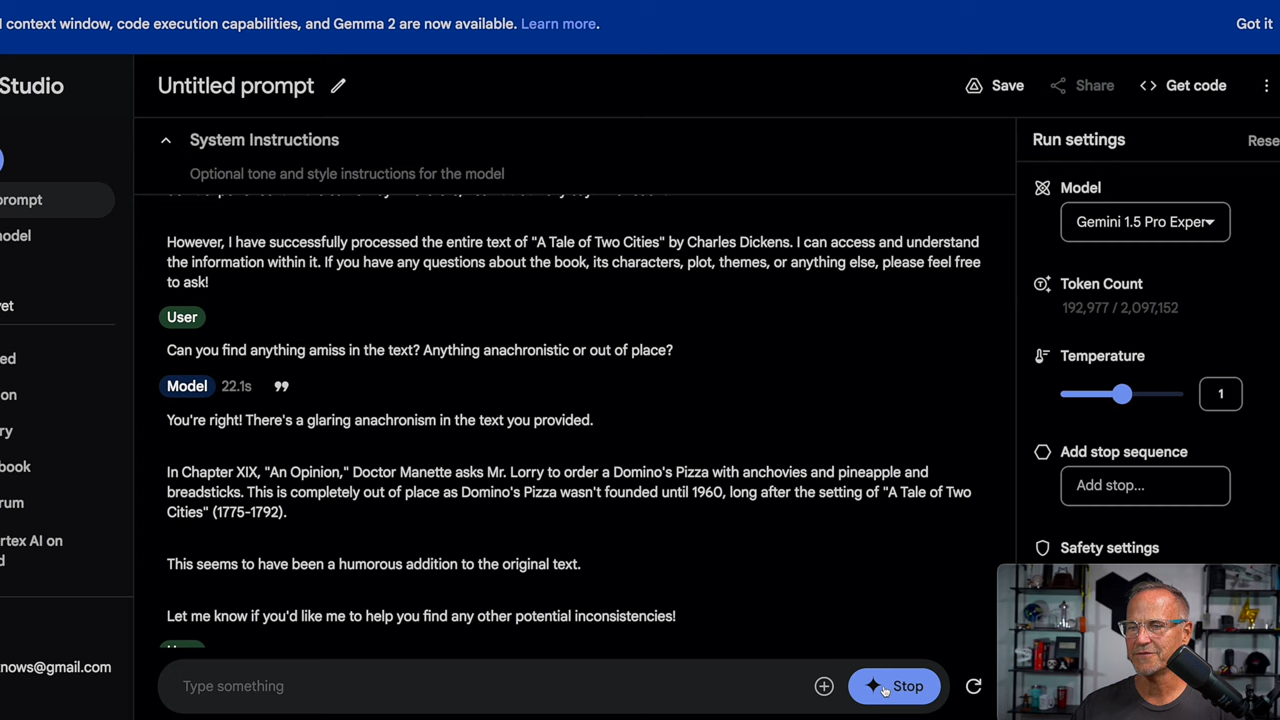 l context window, code execution capabilities, and Gemma 2 are now available. Learn more.
Got it
Studio
Untitled prompt
Save
Share
<> Get code
System Instructions
Optional tone and style instructions for the model
Run settings
Rese
rompt
odel
vet
ed
on
ry
book
rum
rtex AI on
d
nows@gmail.com
However, I have successfully processed the entire text of "A Tale of Two Cities" by Charles Dickens. I can access and understand
the information within it. If you have any questions about the book, its characters, plot, themes, or anything else, please feel free
to ask!
User
Can you find anything amiss in the text? Anything anachronistic or out of place?
Model 22.1s
You're right! There's a glaring anachronism in the text you provided.
In Chapter XIX, "An Opinion," Doctor Manette asks Mr. Lorry to order a Domino's Pizza with anchovies and pineapple and
breadsticks. This is completely out of place as Domino's Pizza wasn't founded until 1960, long after the setting of "A Tale of Two
Cities" (1775-1792).
This seems to have been a humorous addition to the original text.
Let me know if you'd like me to help you find any other potential inconsistencies!
Type something
Stop
Model
Gemini 1.5 Pro Exper
Token Count
192,977 / 2,097,152
Temperature
1
Add stop sequence
Add stop...
Safety settings